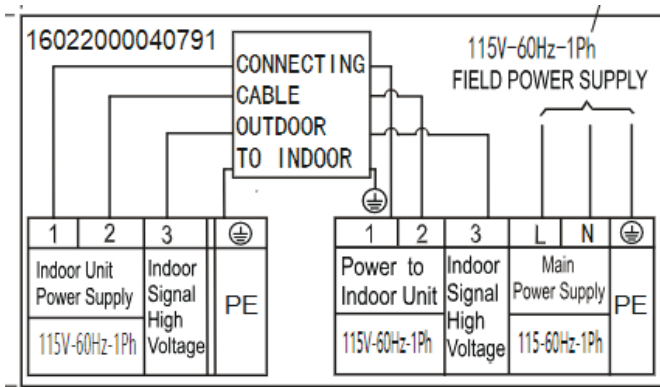 16022000040791
CONNECTING
CABLE
OUTDOOR
TO INDOOR
115V-60Hz-1Ph
FIELD POWER SUPPLY
1 2 3
Indoor Unit
Power Supply
115V-60Hz-1Ph
Indoor
Signal
High
Voltage
PE
1 2 3 L N
Power to
Indoor Unit
115V-60Hz-1Ph
Indoor
Signal
High
Voltage
Main
Power Supply
115-60Hz-1Ph
PE